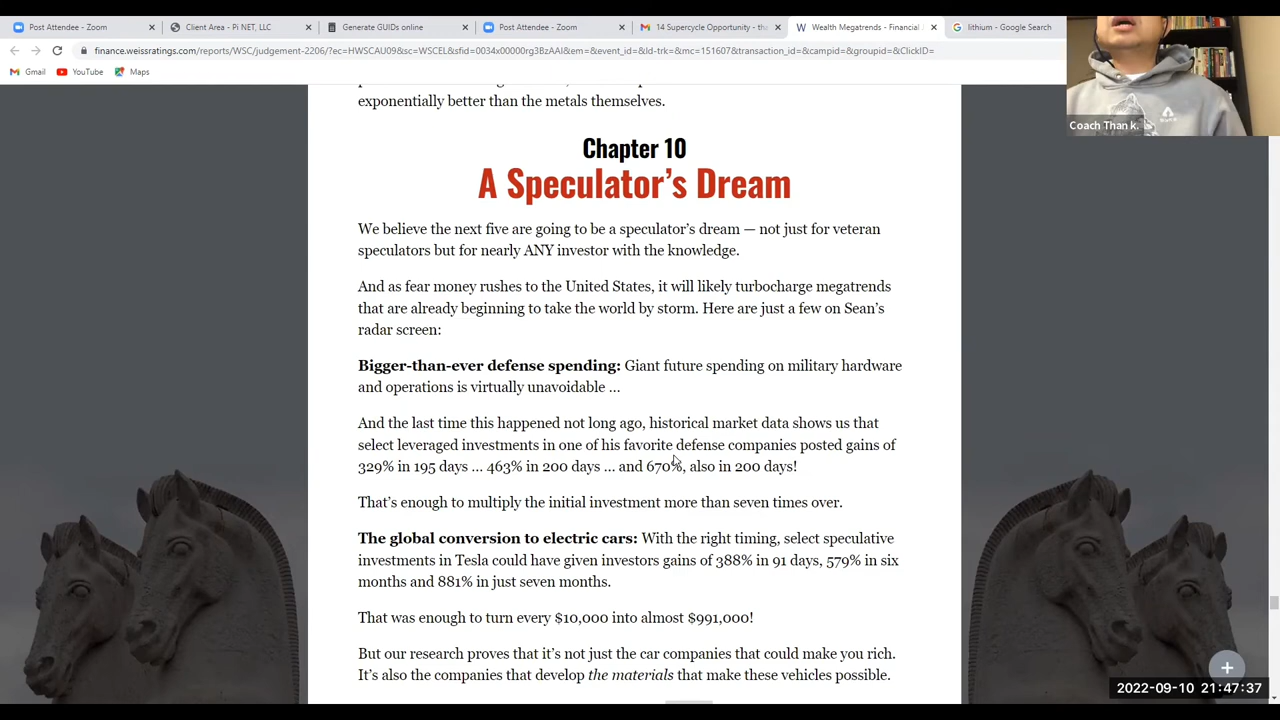 Post Attendee - Zoom
Client Area - Pi NET, LLC
Generate GUIDs online
Post Attendee - Zoom
14 Supercycle Opportunity - tha
Wealth Megatrends - Financial
lithium - Google Search
finance.weissratings.com/reports/WSC/judgement-2206/?ec=HWSCAU09&sc=WSCEL&sfid=0034x00000rg3BzAAI&em=&event_id=&ld-trk=&mc=151607&transaction_id=&campid=&groupid=&ClickID=
Gmail
YouTube
Maps
Coach Than k.
exponentially better than the metals themselves.
Chapter 10
A Speculator’s Dream
We believe the next five are going to be a speculator’s dream — not just for veteran
speculators but for nearly ANY investor with the knowledge.
And as fear money rushes to the United States, it will likely turbocharge megatrends
that are already beginning to take the world by storm. Here are just a few on Sean’s
radar screen:
Bigger-than-ever defense spending: Giant future spending on military hardware
and operations is virtually unavoidable …
And the last time this happened not long ago, historical market data shows us that
select leveraged investments in one of his favorite defense companies posted gains of
329% in 195 days … 463% in 200 days … and 670%, also in 200 days!
That’s enough to multiply the initial investment more than seven times over.
The global conversion to electric cars: With the right timing, select speculative
investments in Tesla could have given investors gains of 388% in 91 days, 579% in six
months and 881% in just seven months.
That was enough to turn every $10,000 into almost $991,000!
But our research proves that it’s not just the car companies that could make you rich.
It’s also the companies that develop the materials that make these vehicles possible.
2022-09-10 21:47:37